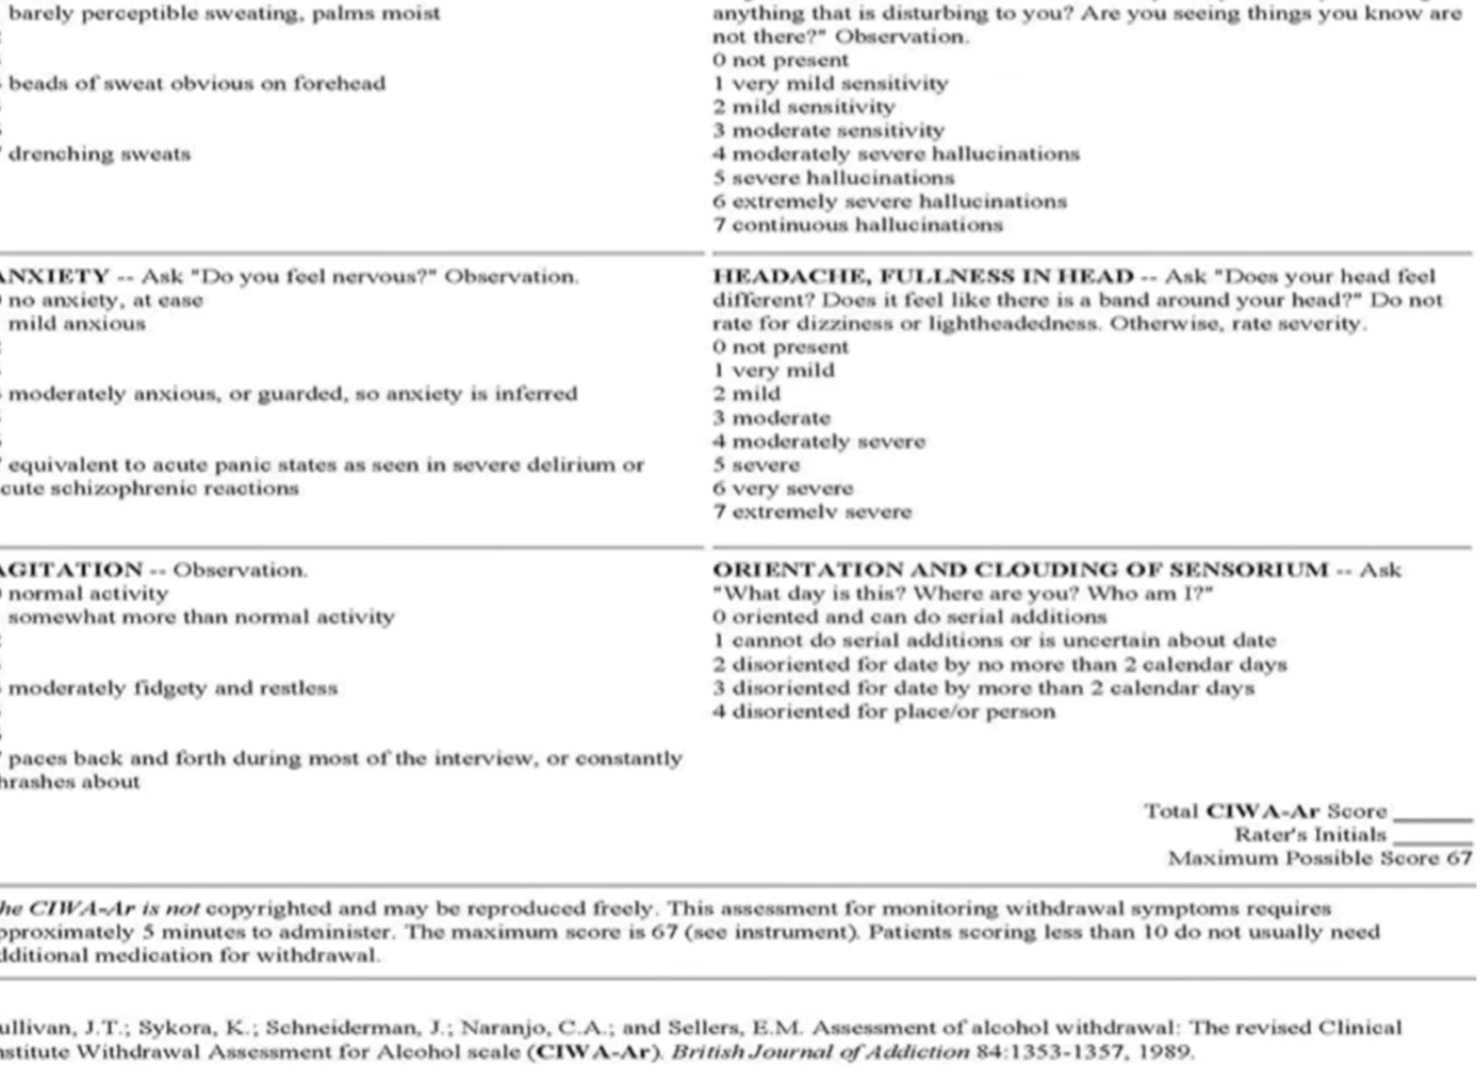 barely perceptible sweating, palms moist
beads of sweat obvious on forehead
drenching sweats
anything that is disturbing to you? Are you seeing things you know are
not there?" Observation.
0 not present
1 very mild sensitivity
2 mild sensitivity
3 moderate sensitivity
4 moderately severe hallucinations
5 severe hallucinations
6 extremely severe hallucinations
7 continuous hallucinations
ANXIETY -- Ask "Do you feel nervous?" Observation.
no anxiety, at ease
mild anxious
moderately anxious, or guarded, so anxiety is inferred
equivalent to acute panic states as seen in severe delirium or
cute schizophrenic reactions
HEADACHE, FULLNESS IN HEAD -- Ask "Does your head feel
different? Does it feel like there is a band around your head?" Do not
rate for dizziness or lightheadedness. Otherwise, rate severity.
0 not present
1 very mild
2 mild
3 moderate
4 moderately severe
5 severe
6 very severe
7 extremely severe
AGITATION -- Observation.
normal activity
somewhat more than normal activity
moderately fidgety and restless
paces back and forth during most of the interview, or constantly
hrashes about
ORIENTATION AND CLOUDING OF SENSORIUM -- Ask
"What day is this? Where are you? Who am I?"
0 oriented and can do serial additions
1 cannot do serial additions or is uncertain about date
2 disoriented for date by no more than 2 calendar days
3 disoriented for date by more than 2 calendar days
4 disoriented for place/or person
Total CIWA-Ar Score
Rater's Initials
Maximum Possible Score 67
he CIWA-Ar is not copyrighted and may be reproduced freely. This assessment for monitoring withdrawal symptoms requires
pproximately 5 minutes to administer. The maximum score is 67 (see instrument). Patients scoring less than 10 do not usually need
dditional medication for withdrawal.
ullivan, J.T.; Sykora, K.; Schneiderman, J.; Naranjo, C.A.; and Sellers, E.M. Assessment of alcohol withdrawal: The revised Clinical
nstitute Withdrawal Assessment for Alcohol scale (CIWA-Ar). British Journal of Addiction 84:1353-1357, 1989.